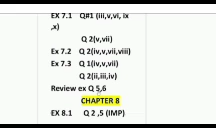 EX 7.1 Q#1 (iii,v,vi, ix
,x)
Q 2(v,vii)
Ex 7.2 Q 2(iv,v,vii,viii)
Ex 7.3 Q 1(iv,v,vii)
Q 2(ii,iii,iv)
Review ex Q 5,6
CHAPTER 8
EX 8.1 Q 2 ,5 (IMP)